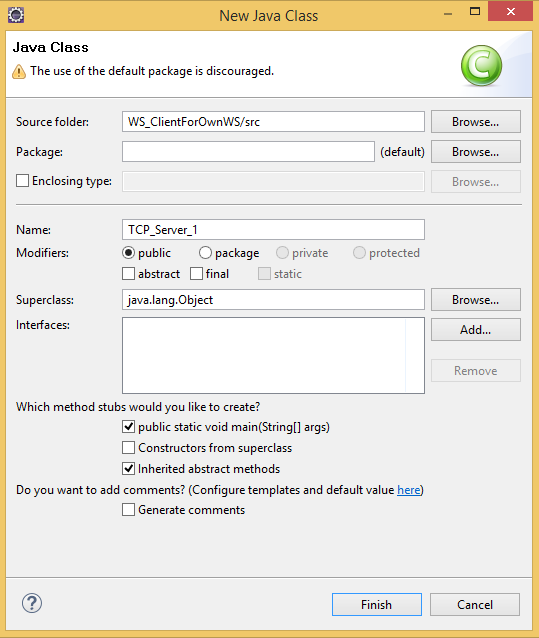 New Java Class
Java Class
The use of the default package is discouraged.
Source folder: WS_ClientForOwnWS/src Browse...
Package: (default) Browse...
Enclosing type: Browse...
Name: TCP_Server_1
Modifiers: public package private protected
abstract final static
Superclass: java.lang.Object Browse...
Interfaces: Add...
Remove
Which method stubs would you like to create?
public static void main(String[] args)
Constructors from superclass
Inherited abstract methods
Do you want to add comments? (Configure templates and default value here)
Generate comments
? Finish Cancel